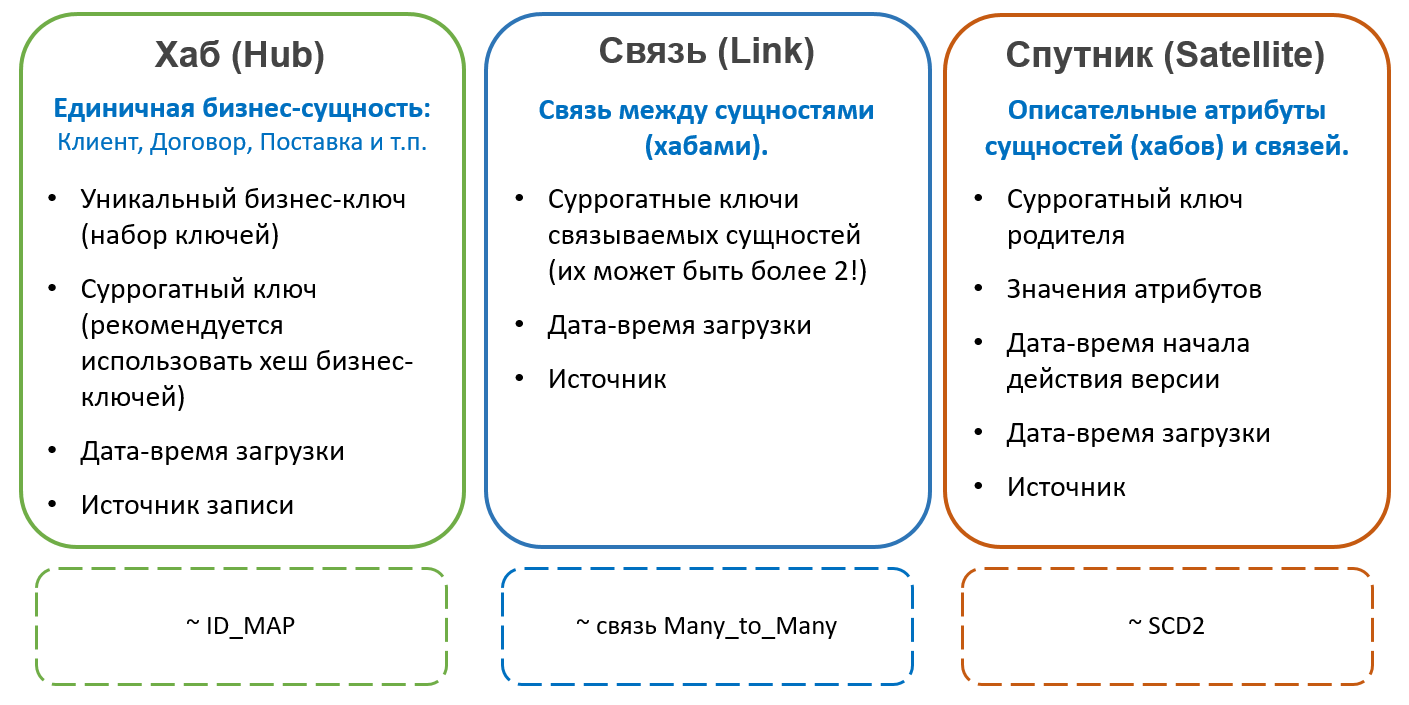 Хаб (Hub)
Единичная бизнес-сущность:
Клиент, Договор, Поставка и т.п.
• Уникальный бизнес-ключ
(набор ключей)
• Суррогатный ключ
(рекомендуется
использовать хеш бизнес-
ключей)
• Дата-время загрузки
• Источник записи
~ ID_MAP
Связь (Link)
Связь между сущностями
(хабами).
• Суррогатные ключи
связываемых сущностей
(их может быть более 2!)
• Дата-время загрузки
• Источник
~ связь Many_to_Many
Спутник (Satellite)
Описательные атрибуты
сущностей (хабов) и связей.
• Суррогатный ключ
родителя
• Значения атрибутов
• Дата-время начала
действия версии
• Дата-время загрузки
• Источник
~ SCD2